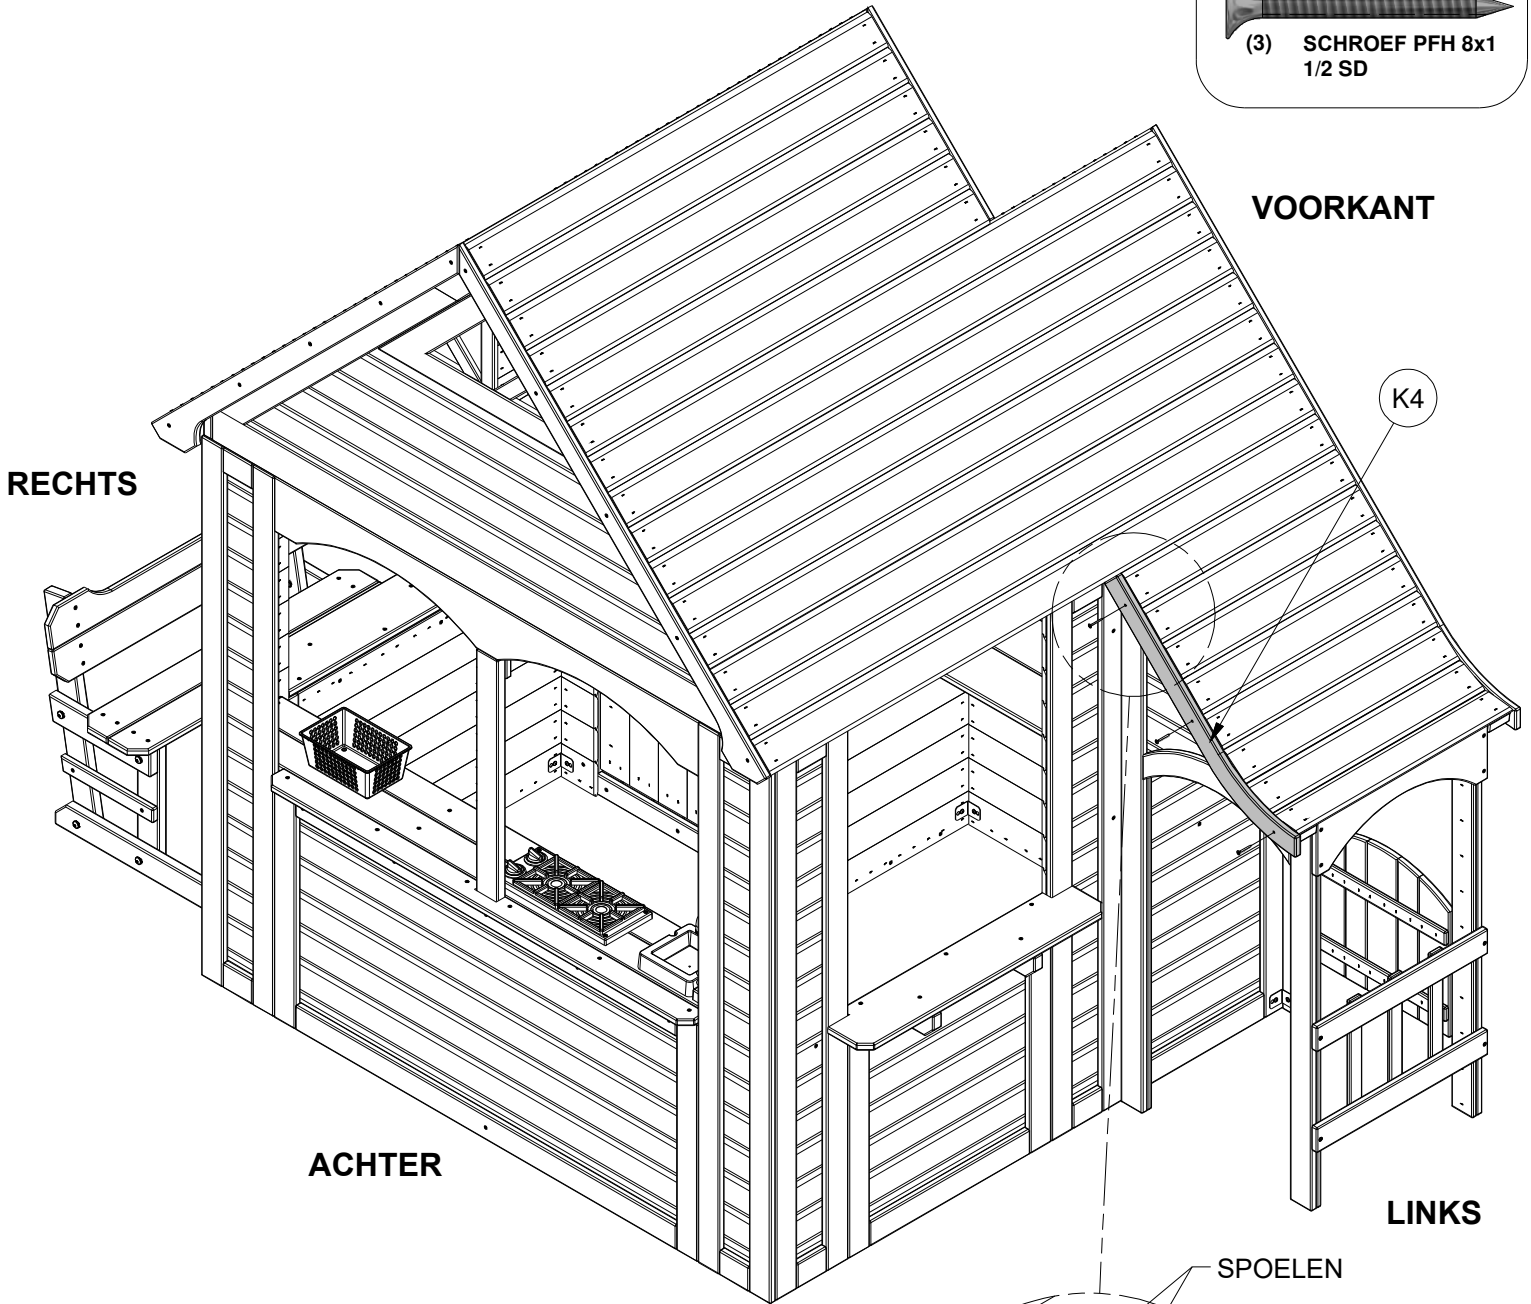 (3) SCHROEF PFH 8x1
1/2 SD
VOORKANT
K4
RECHTS
ACHTER
LINKS
SPOELEN